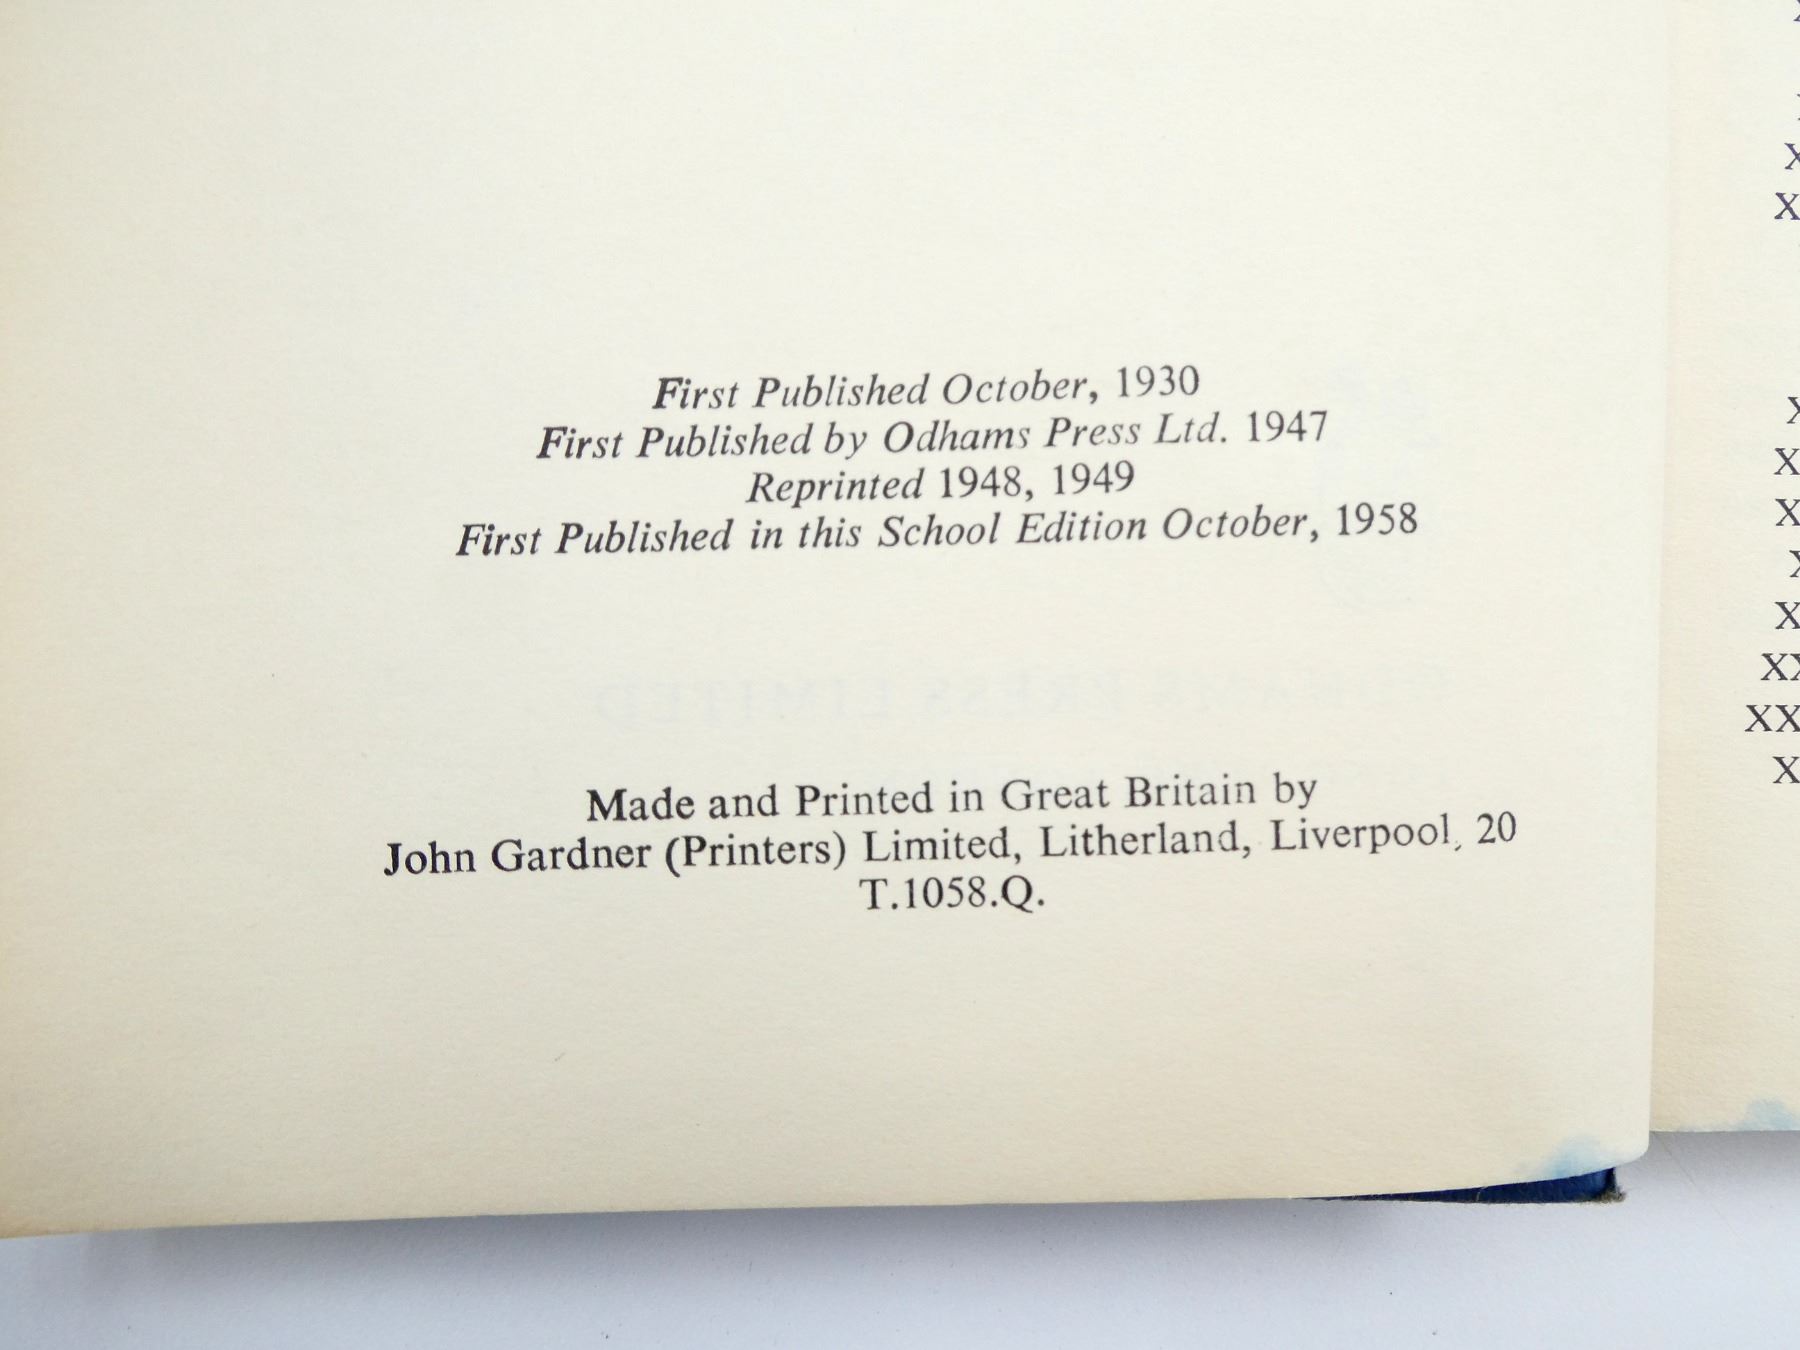 First Published October, 1930
First Published by Odhams Press Ltd. 1947
Reprinted 1948, 1949
First Published in this School Edition October, 1958
Made and Printed in Great Britain by
John Gardner (Printers) Limited, Litherland, Liverpool, 20
T.1058.Q.